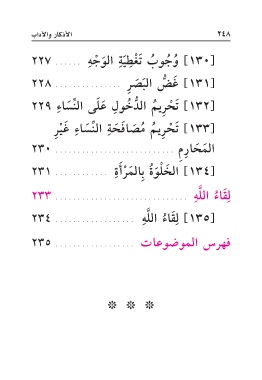 ٢٤٨ الأذكار والآداب
[١٣٠] وُجُوبُ تَغْطِيَةِ الوَجْهِ ...... ٢٢٧
[١٣١] غَضُّ البَصَرِ ............... ٢٢٨
[١٣٢] تَحْرِيمُ الدُّخُولِ عَلَى النِّسَاءِ ٢٢٩
[١٣٣] تَحْرِيمُ مُصَافَحَةِ النِّسَاءِ غَيْرِ
المَحَارِمِ ........................ ٢٣٠
[١٣٤] الخَلْوَةُ بِالمَرْأَةِ ............ ٢٣١
لِقَاءُ اللَّهِ ........................... ٢٣٣
[١٣٥] لِقَاءُ اللَّهِ .................. ٢٣٤
فهرس الموضوعات .................. ٢٣٥